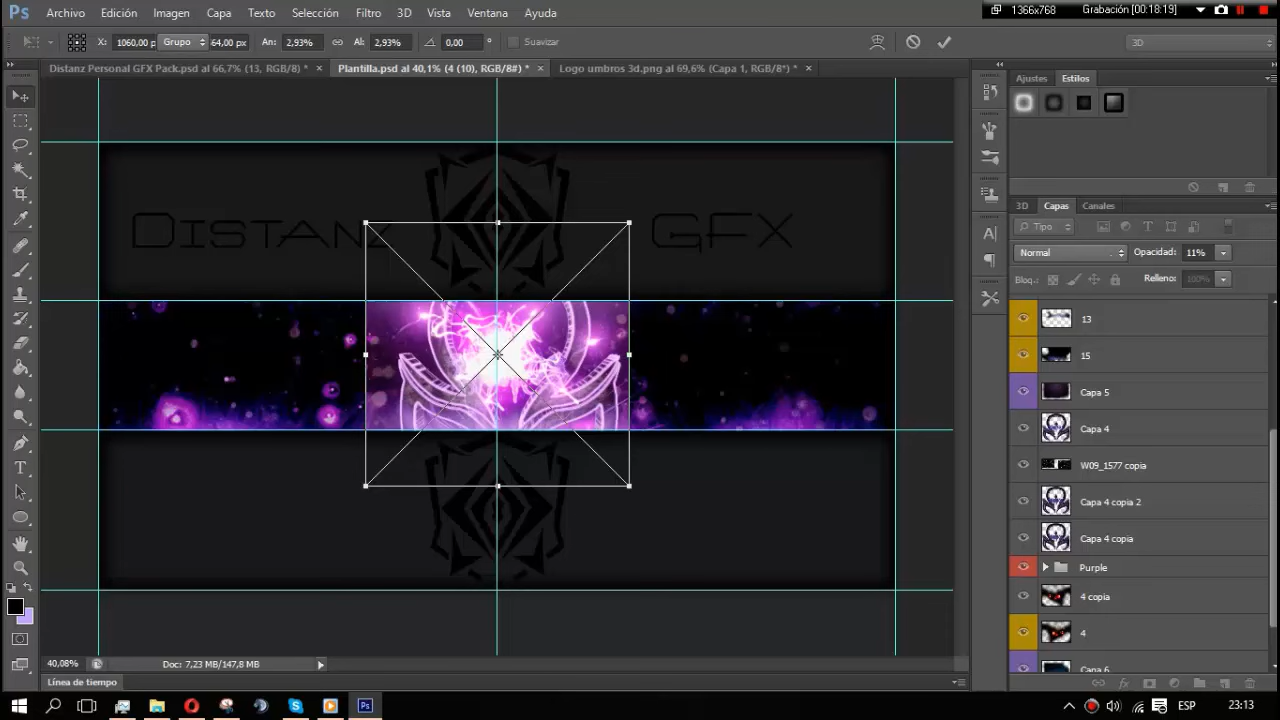 Ps Archivo Edición Imagen Capa Texto Selección Filtro 3D Vista Ventana Ayuda
1366x768 Grabación [00:18:19]
X: 1060,00 px Grupo 64,00 px An: 2,93% Al: 2,93% 0,00 ° Suavizar 3D
Distanz Personal GFX Pack.psd al 66,7% (13, RGB/8) * × Plantilla.psd al 40,1% (4 (10), RGB/8#) * × Logo umbros 3d.png al 69,6% (Capa 1, RGB/8*) * ×
Ajustes Estilos
Distanz GFX
3D Capas Canales
Tipo
Normal Opacidad: 11%
Bloq.: Relleno: 100%
13
15
Capa 5
Capa 4
W09_1577 copia
Capa 4 copia 2
Capa 4 copia
Purple
4 copia
4
Capa 6
40,08% Doc: 7,23 MB/147,8 MB
Línea de tiempo
ESP 23:13